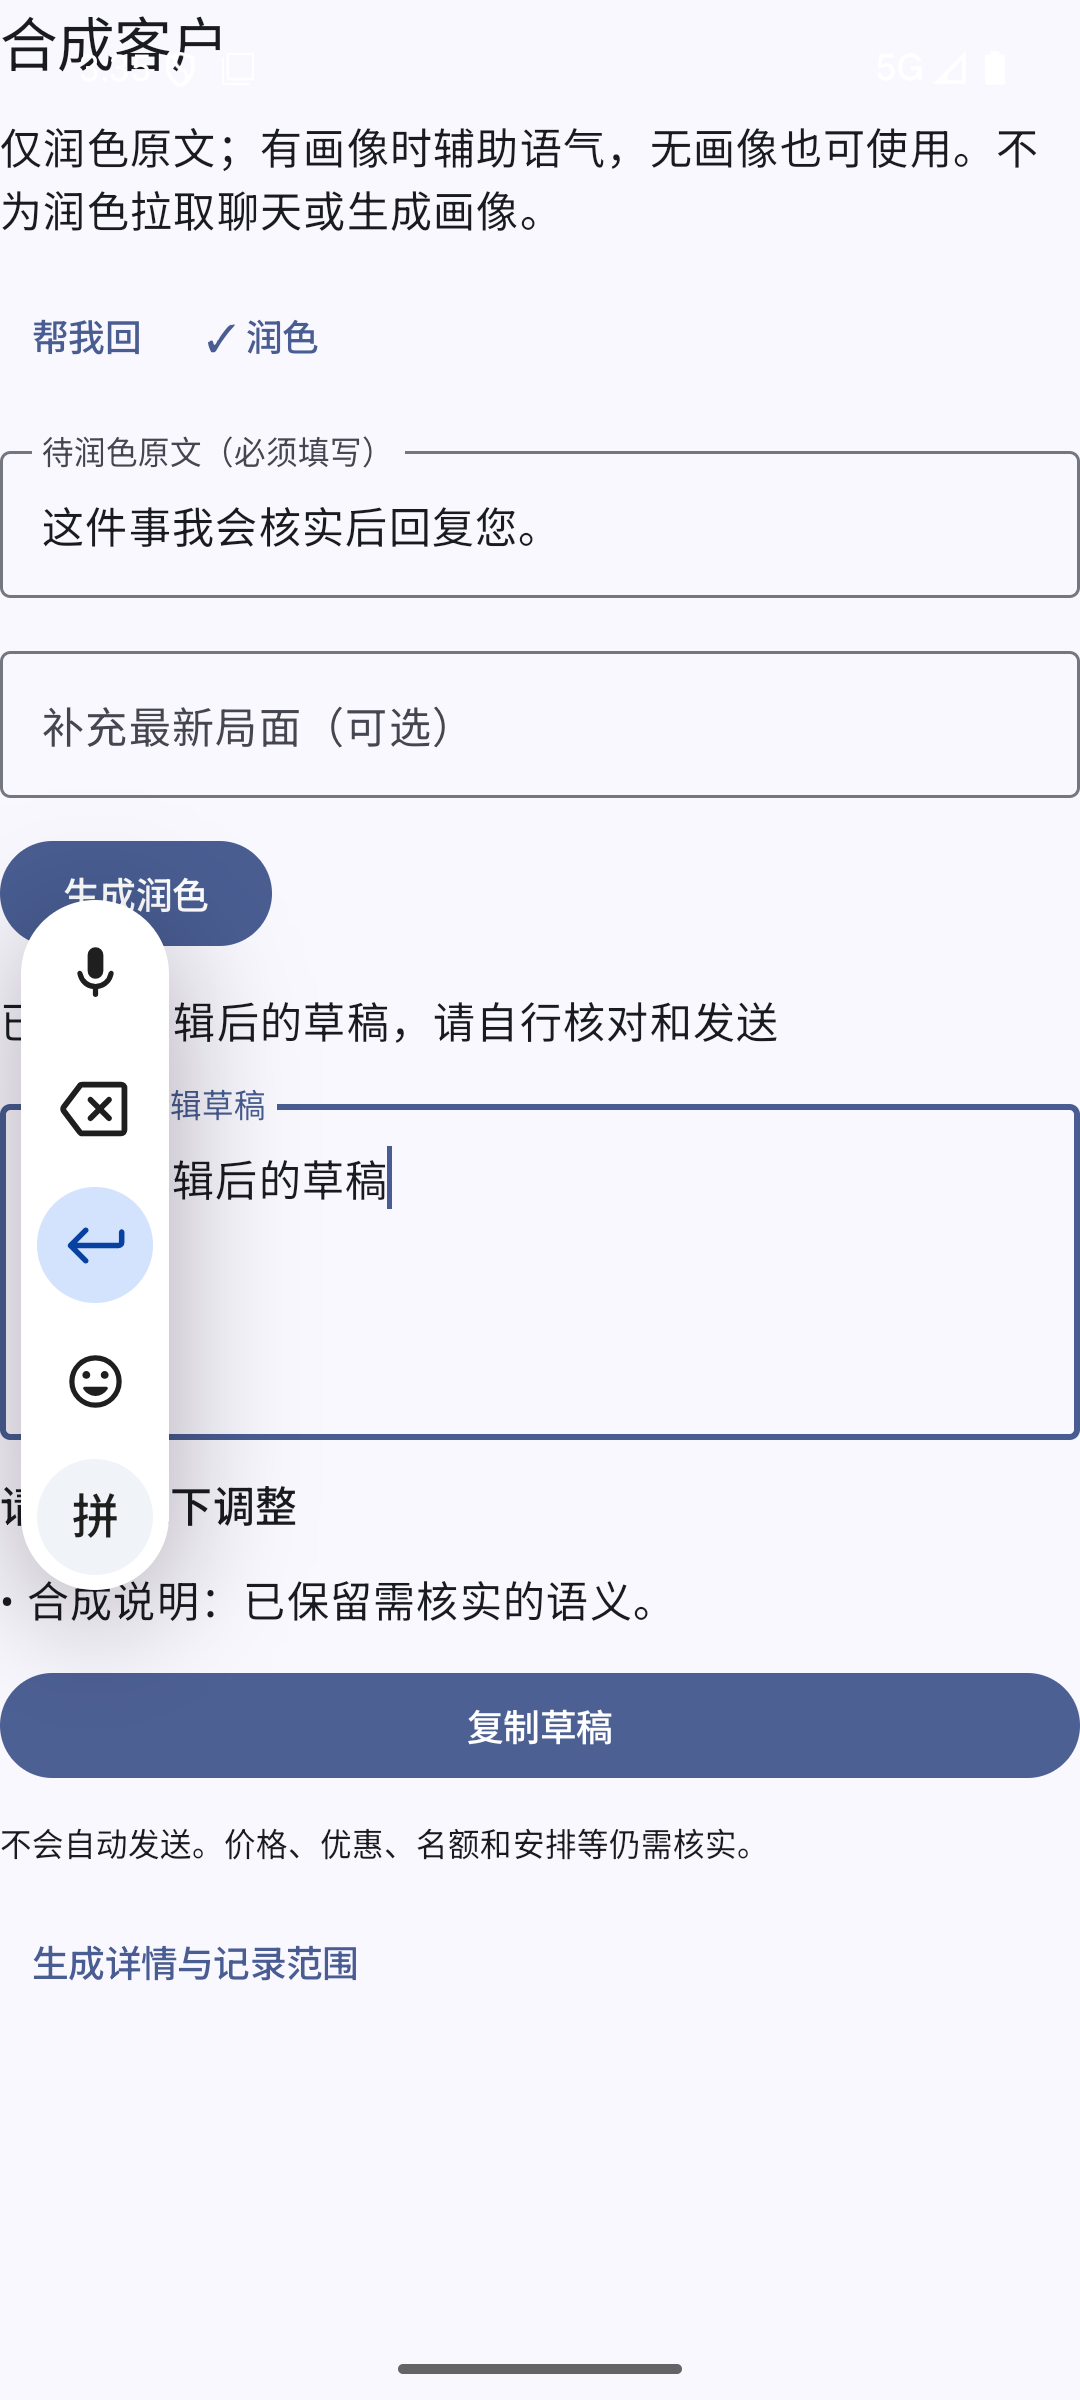 合成客户
5G
仅润色原文；有画像时辅助语气，无画像也可使用。不
为润色拉取聊天或生成画像。
帮我回 ✓ 润色
待润色原文（必须填写）
这件事我会核实后回复您。
补充最新局面（可选）
生成润色
辑后的草稿，请自行核对和发送
辑草稿
辑后的草稿
下调整
拼
· 合成说明：已保留需核实的语义。
复制草稿
不会自动发送。价格、优惠、名额和安排等仍需核实。
生成详情与记录范围